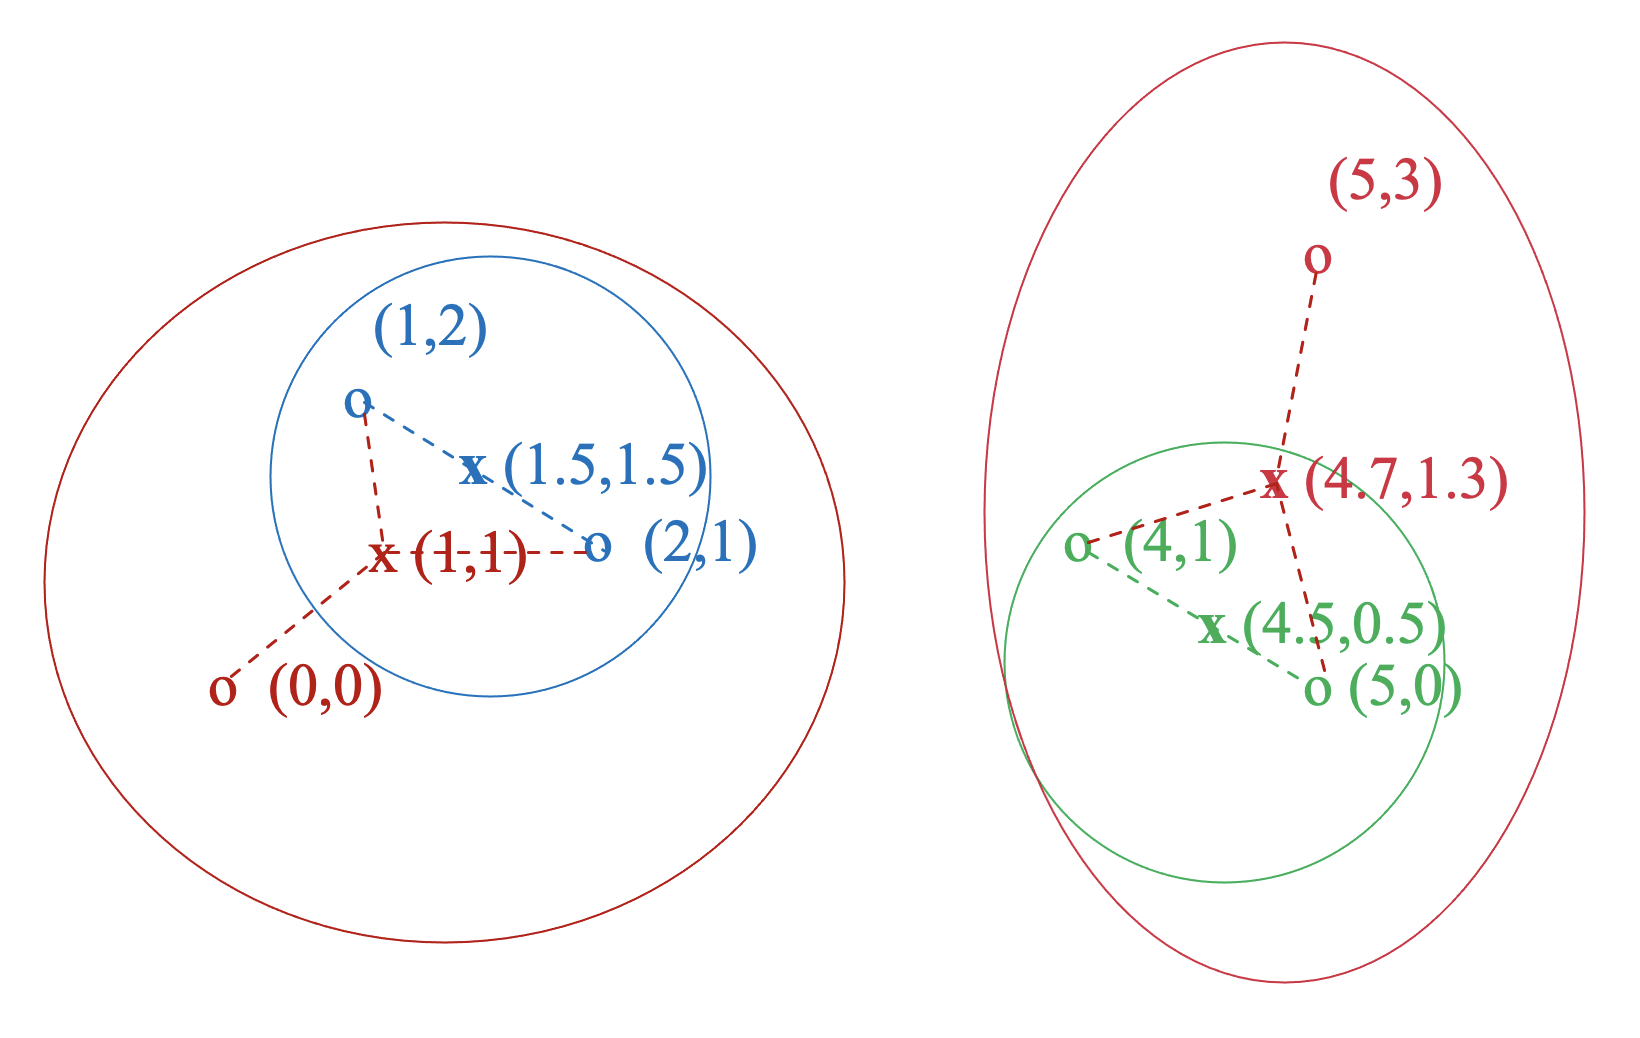 (5,3)
o
(1,2)
o
x (1.5,1.5)
x (4.7,1.3)
x (1,1)
o (2,1)
o (4,1)
x (4.5,0.5)
o (0,0)
o (5,0)